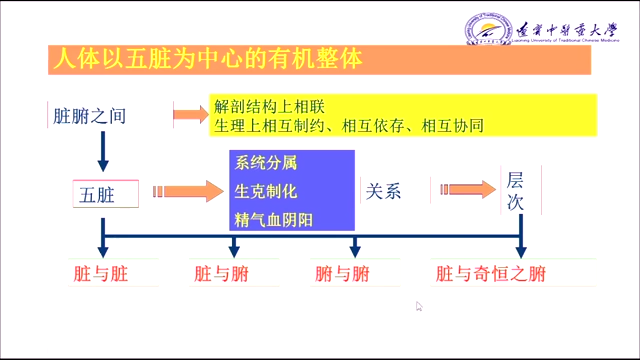 辽宁中医药大学
Liaoning University of Traditional Chinese Medicine
人体以五脏为中心的有机整体
脏腑之间
解剖结构上相联
生理上相互制约、相互依存、相互协同
五脏
系统分属
生克制化
精气血阴阳
关系
层次
脏与脏
脏与腑
腑与腑
脏与奇恒之腑